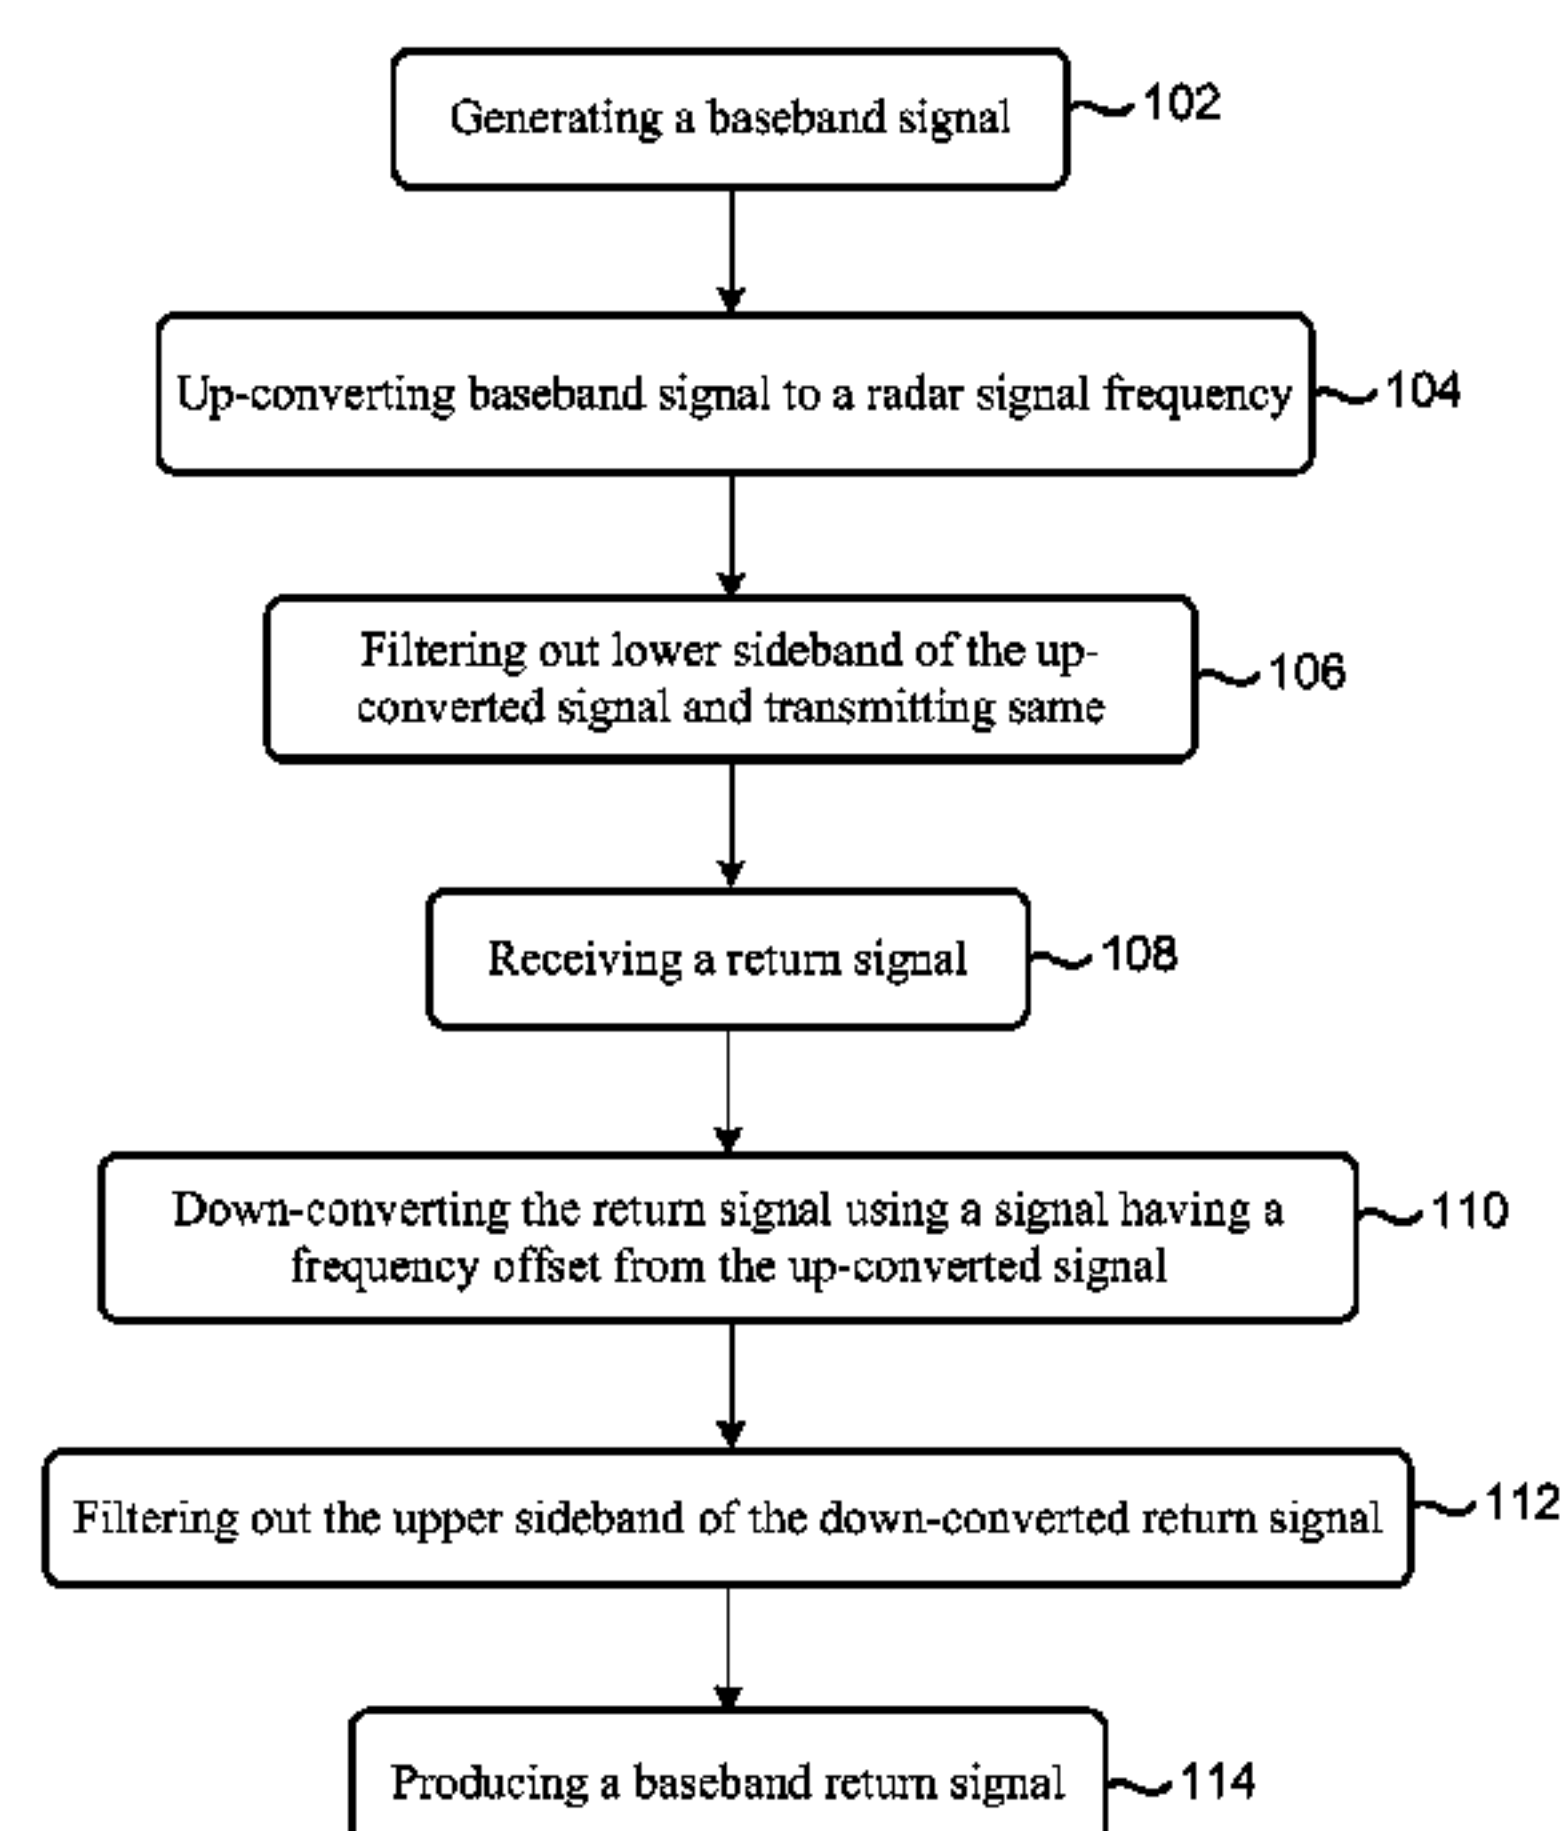 Generating a baseband signal
102
Up-converting baseband signal to a radar signal frequency
104
Filtering out lower sideband of the up-
converted signal and transmitting same
106
Receiving a return signal
108
Down-converting the return signal using a signal having a
frequency offset from the up-converted signal
110
Filtering out the upper sideband of the down-converted return signal
112
Producing a baseband return signal
114